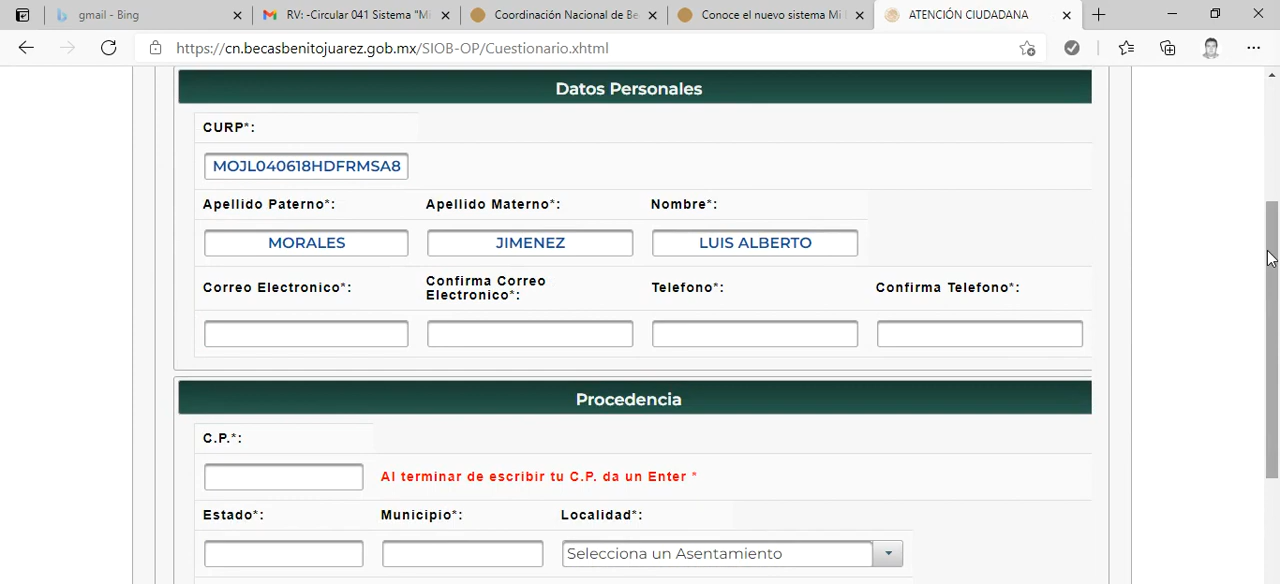 gmail - Bing
RV: -Circular 041 Sistema "Mi
Coordinación Nacional de Be
Conoce el nuevo sistema Mi
ATENCIÓN CIUDADANA
https://cn.becasbenitojuarez.gob.mx/SIOB-OP/Cuestionario.xhtml
Datos Personales
CURP*:
MOJL040618HDFRMSA8
Apellido Paterno*: Apellido Materno*: Nombre*:
MORALES JIMENEZ LUIS ALBERTO
Correo Electronico*: Confirma Correo Electronico*: Telefono*: Confirma Telefono*:
Procedencia
C.P.*:
Al terminar de escribir tu C.P. da un Enter *
Estado*: Municipio*: Localidad*:
Selecciona un Asentamiento